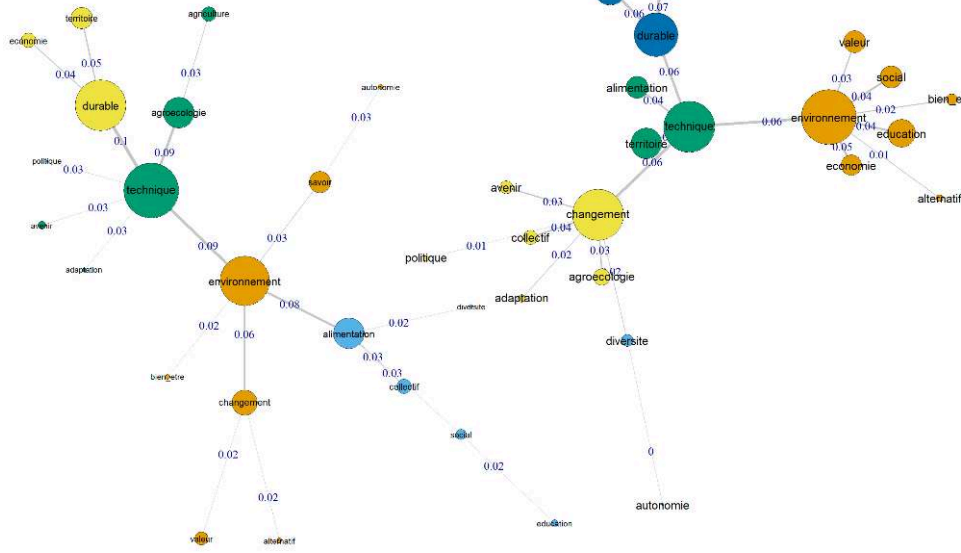 territoire
economie
0.04
0.05
durable
agriculture
0.03
agroecologie
0.1
0.09
politique
0.03
technique
avenir
0.03
adaptation
0.03
autonomie
0.03
savoir
0.03
0.09
environnement
0.08
0.02
bien-etre
0.06
changement
0.02
valeur
0.02
alternatif
alimentation
0.02
diversite
0.03
0.03
collectif
social
0.02
education
0.06
0.07
durable
0.06
alimentation
0.04
technique
territoire
0.06
0.06
environnement
valeur
0.03
social
0.04
0.02
0.04
education
0.05
economie
0.01
alternatif
avenir
0.03
changement
0.04
collectif
0.01
politique
0.02
adaptation
0.03
agroecologie
diversite
0
autonomie